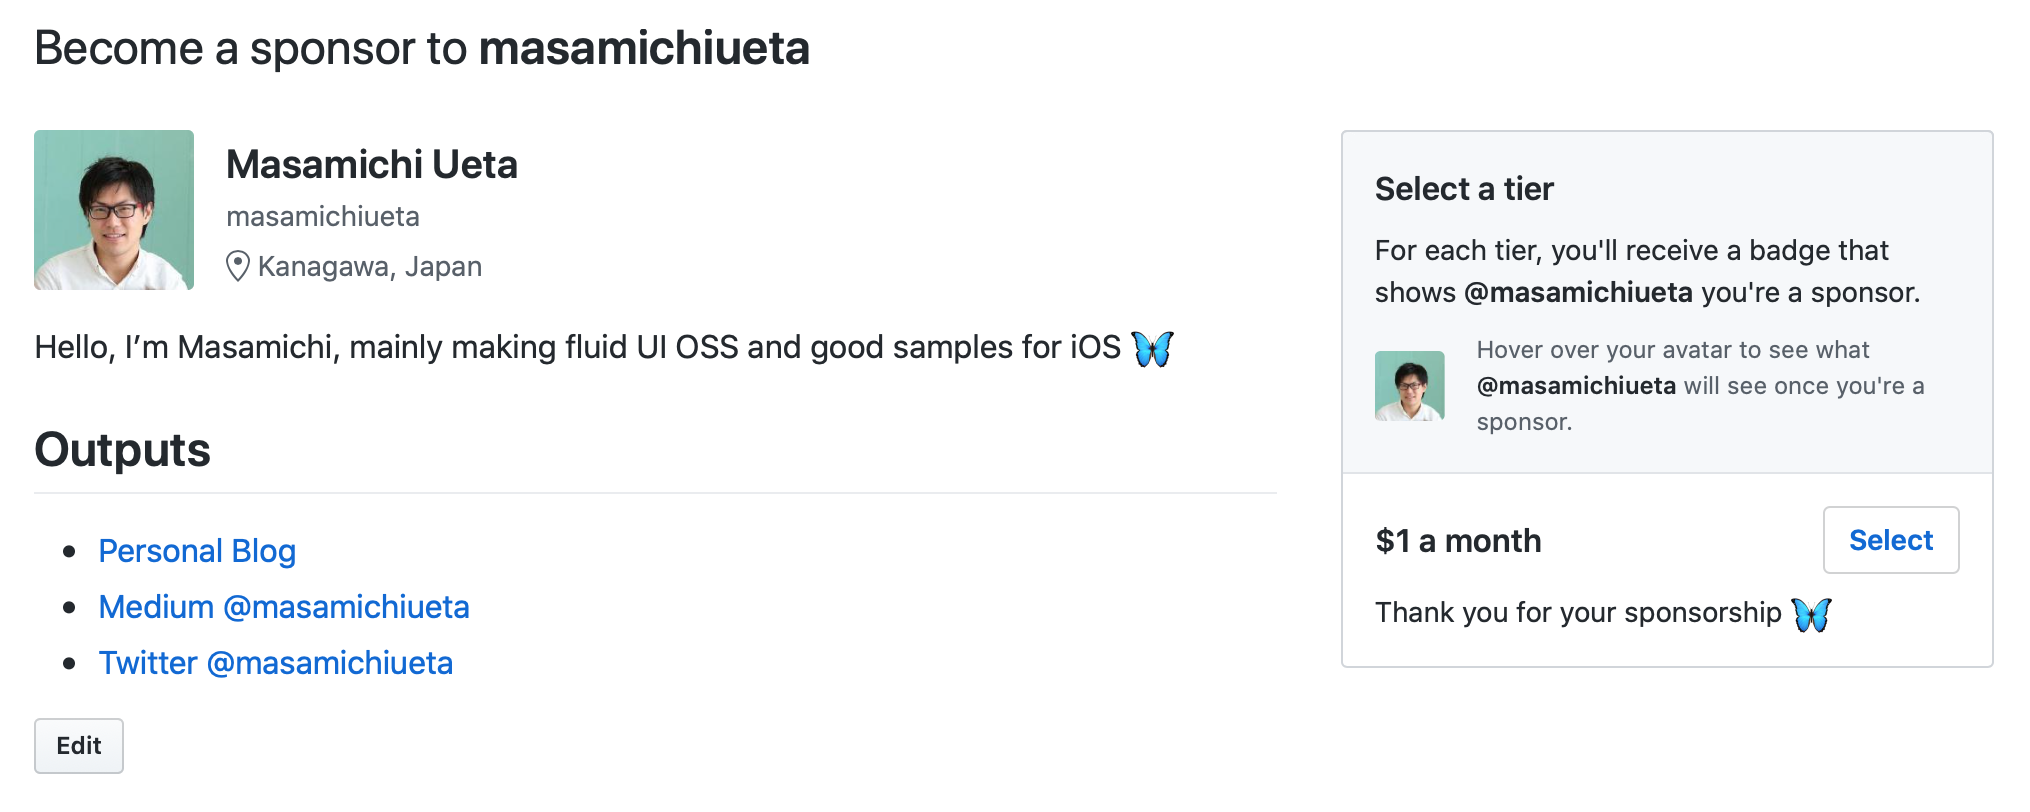 Become a sponsor to masamichiueta
Masamichi Ueta
masamichiueta
Kanagawa, Japan
Hello, I’m Masamichi, mainly making fluid UI OSS and good samples for iOS 🦋
Outputs
• Personal Blog
• Medium @masamichiueta
• Twitter @masamichiueta
Edit
Select a tier
For each tier, you'll receive a badge that
shows @masamichiueta you're a sponsor.
Hover over your avatar to see what
@masamichiueta will see once you're a
sponsor.
$1 a month
Select
Thank you for your sponsorship 🦋